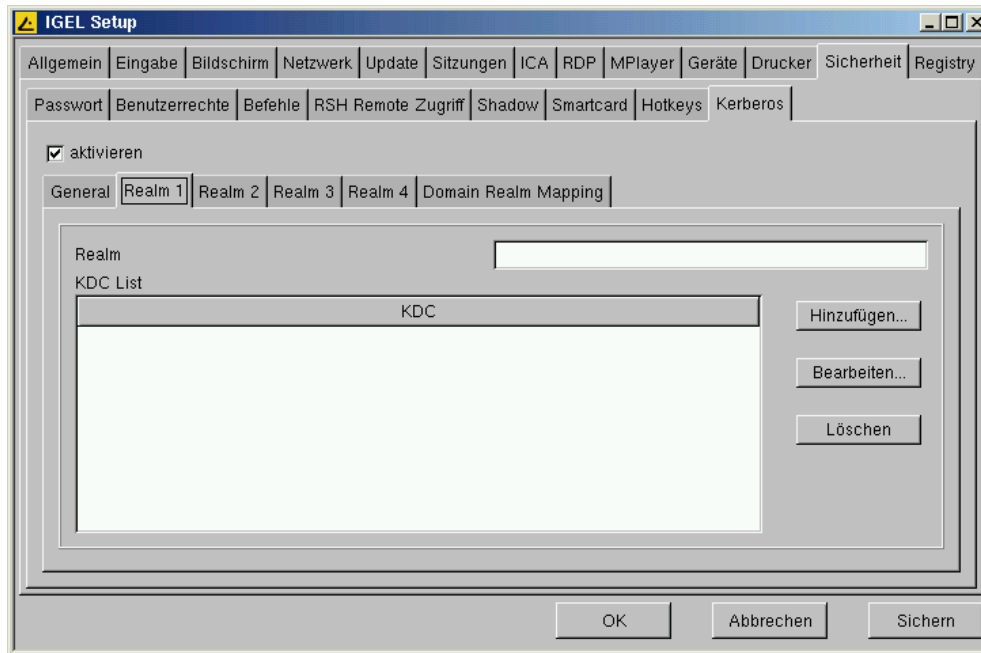 IGEL Setup
Allgemein Eingabe Bildschirm Netzwerk Update Sitzungen ICA RDP MPlayer Geräte Drucker Sicherheit Registry
Passwort Benutzerrechte Befehle RSH Remote Zugriff Shadow Smartcard Hotkeys Kerberos
aktivieren
General Realm 1 Realm 2 Realm 3 Realm 4 Domain Realm Mapping
Realm
KDC List
KDC
Hinzufügen...
Bearbeiten...
Löschen
OK Abbrechen Sichern